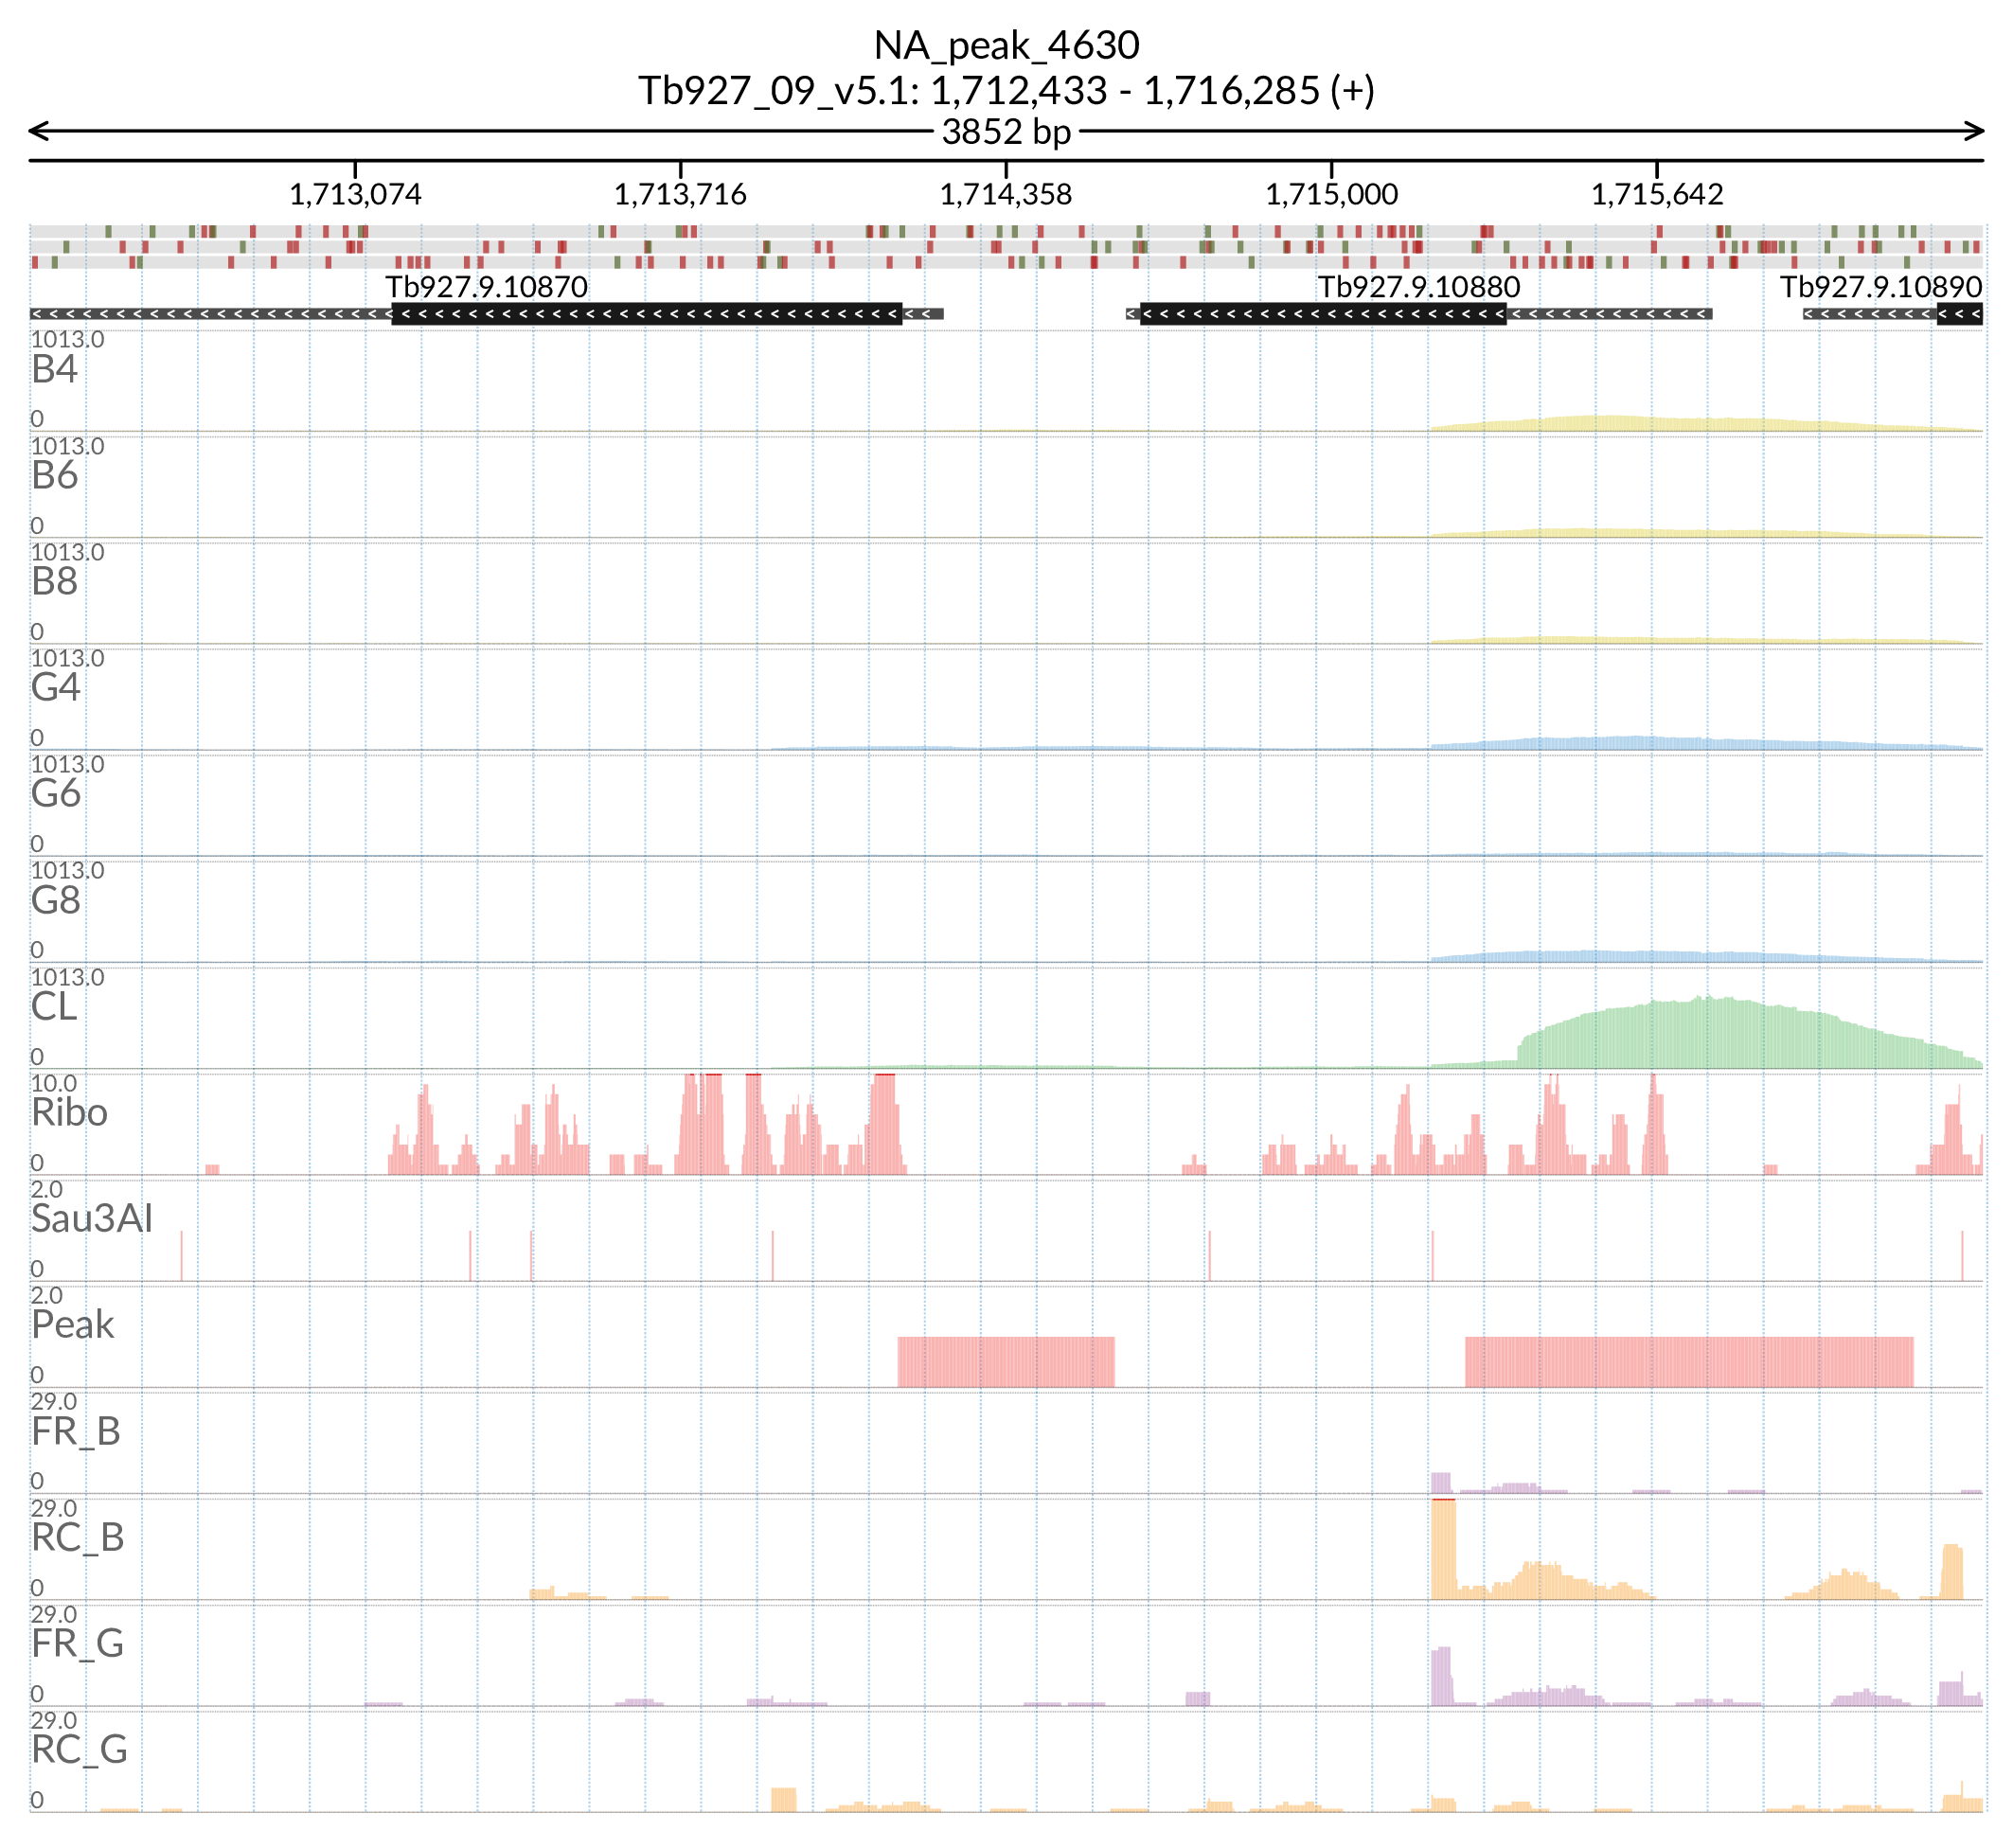 NA_peak_4630
Tb927_09_v5.1: 1,712,433 - 1,716,285 (+)
3852 bp
1,713,074 1,713,716 1,714,358 1,715,000 1,715,642
Tb927.9.10870 Tb927.9.10880 Tb927.9.10890
1013.0
B4
0
1013.0
B6
0
1013.0
B8
0
1013.0
G4
0
1013.0
G6
0
1013.0
G8
0
1013.0
CL
0
10.0
Ribo
0
2.0
Sau3AI
0
2.0
Peak
0
29.0
FR_B
0
29.0
RC_B
0
29.0
FR_G
0
29.0
RC_G
0